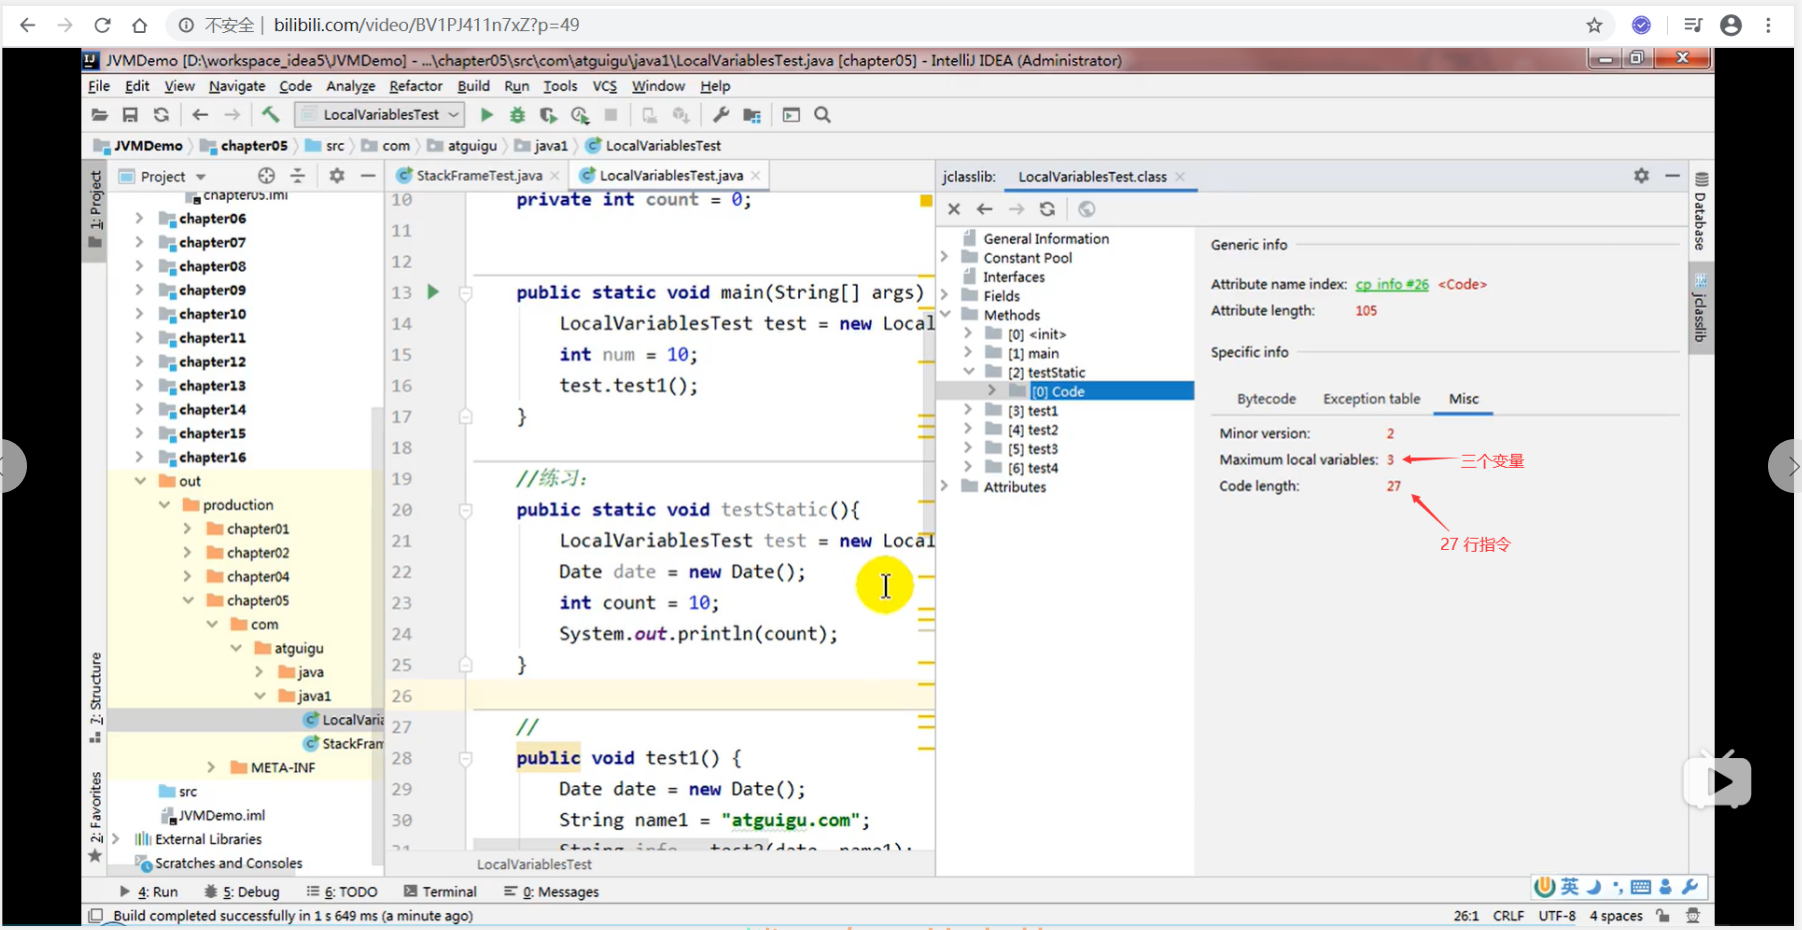 不安全 | bilibili.com/video/BV1PJ411n7xZ?p=49
JVMDemo [D:\workspace_idea5\JVMDemo] - ...\chapter05\src\com\atguigu\java1\LocalVariablesTest.java [chapter05] - IntelliJ IDEA (Administrator)
File Edit View Navigate Code Analyze Refactor Build Run Tools VCS Window Help
LocalVariablesTest
JVMDemo chapter05 src com atguigu java1 LocalVariablesTest
1: Project
7: Structure
2: Favorites
Project
chapter05.iml
chapter06
chapter07
chapter08
chapter09
chapter10
chapter11
chapter12
chapter13
chapter14
chapter15
chapter16
out
production
chapter01
chapter02
chapter04
chapter05
com
atguigu
java
java1
LocalVaria
StackFram
META-INF
src
JVMDemo.iml
External Libraries
Scratches and Consoles
StackFrameTest.java LocalVariablesTest.java
10 private int count = 0;
11
12
13 public static void main(String[] args)
14 LocalVariablesTest test = new Local
15 int num = 10;
16 test.test1();
17 }
18
19 //练习:
20 public static void testStatic(){
21 LocalVariablesTest test = new Local
22 Date date = new Date();
23 int count = 10;
24 System.out.println(count);
25 }
26
27 //
28 public void test1() {
29 Date date = new Date();
30 String name1 = "atguigu.com";
31 String info = test2(date, name1);
LocalVariablesTest
jclasslib: LocalVariablesTest.class
General Information
Constant Pool
Interfaces
Fields
Methods
[0] <init>
[1] main
[2] testStatic
[0] Code
[3] test1
[4] test2
[5] test3
[6] test4
Attributes
Generic info
Attribute name index: cp_info #26 <Code>
Attribute length: 105
Specific info
Bytecode Exception table Misc
Minor version: 2
Maximum local variables: 3 三个变量
Code length: 27
27 行指令
Database
jclasslib
4: Run 5: Debug 6: TODO Terminal 0: Messages
英
Build completed successfully in 1 s 649 ms (a minute ago)
26:1 CRLF UTF-8 4 spaces